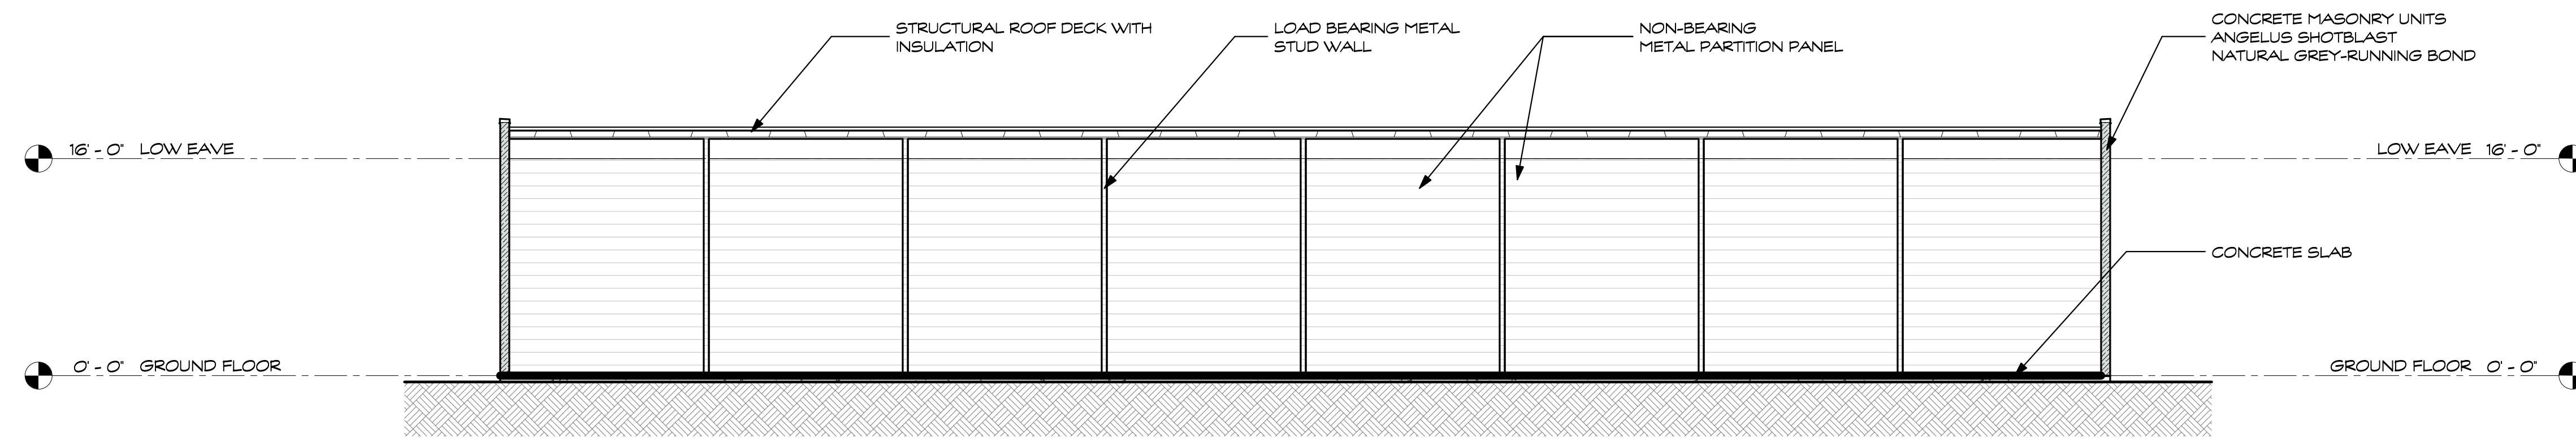 STRUCTURAL ROOF DECK WITH
INSULATION
LOAD BEARING METAL
STUD WALL
NON-BEARING
METAL PARTITION PANEL
CONCRETE MASONRY UNITS
ANGELUS SHOTBLAST
NATURAL GREY-RUNNING BOND
16' - 0" LOW EAVE
LOW EAVE 16' - 0"
CONCRETE SLAB
0' - 0" GROUND FLOOR
GROUND FLOOR 0' - 0"